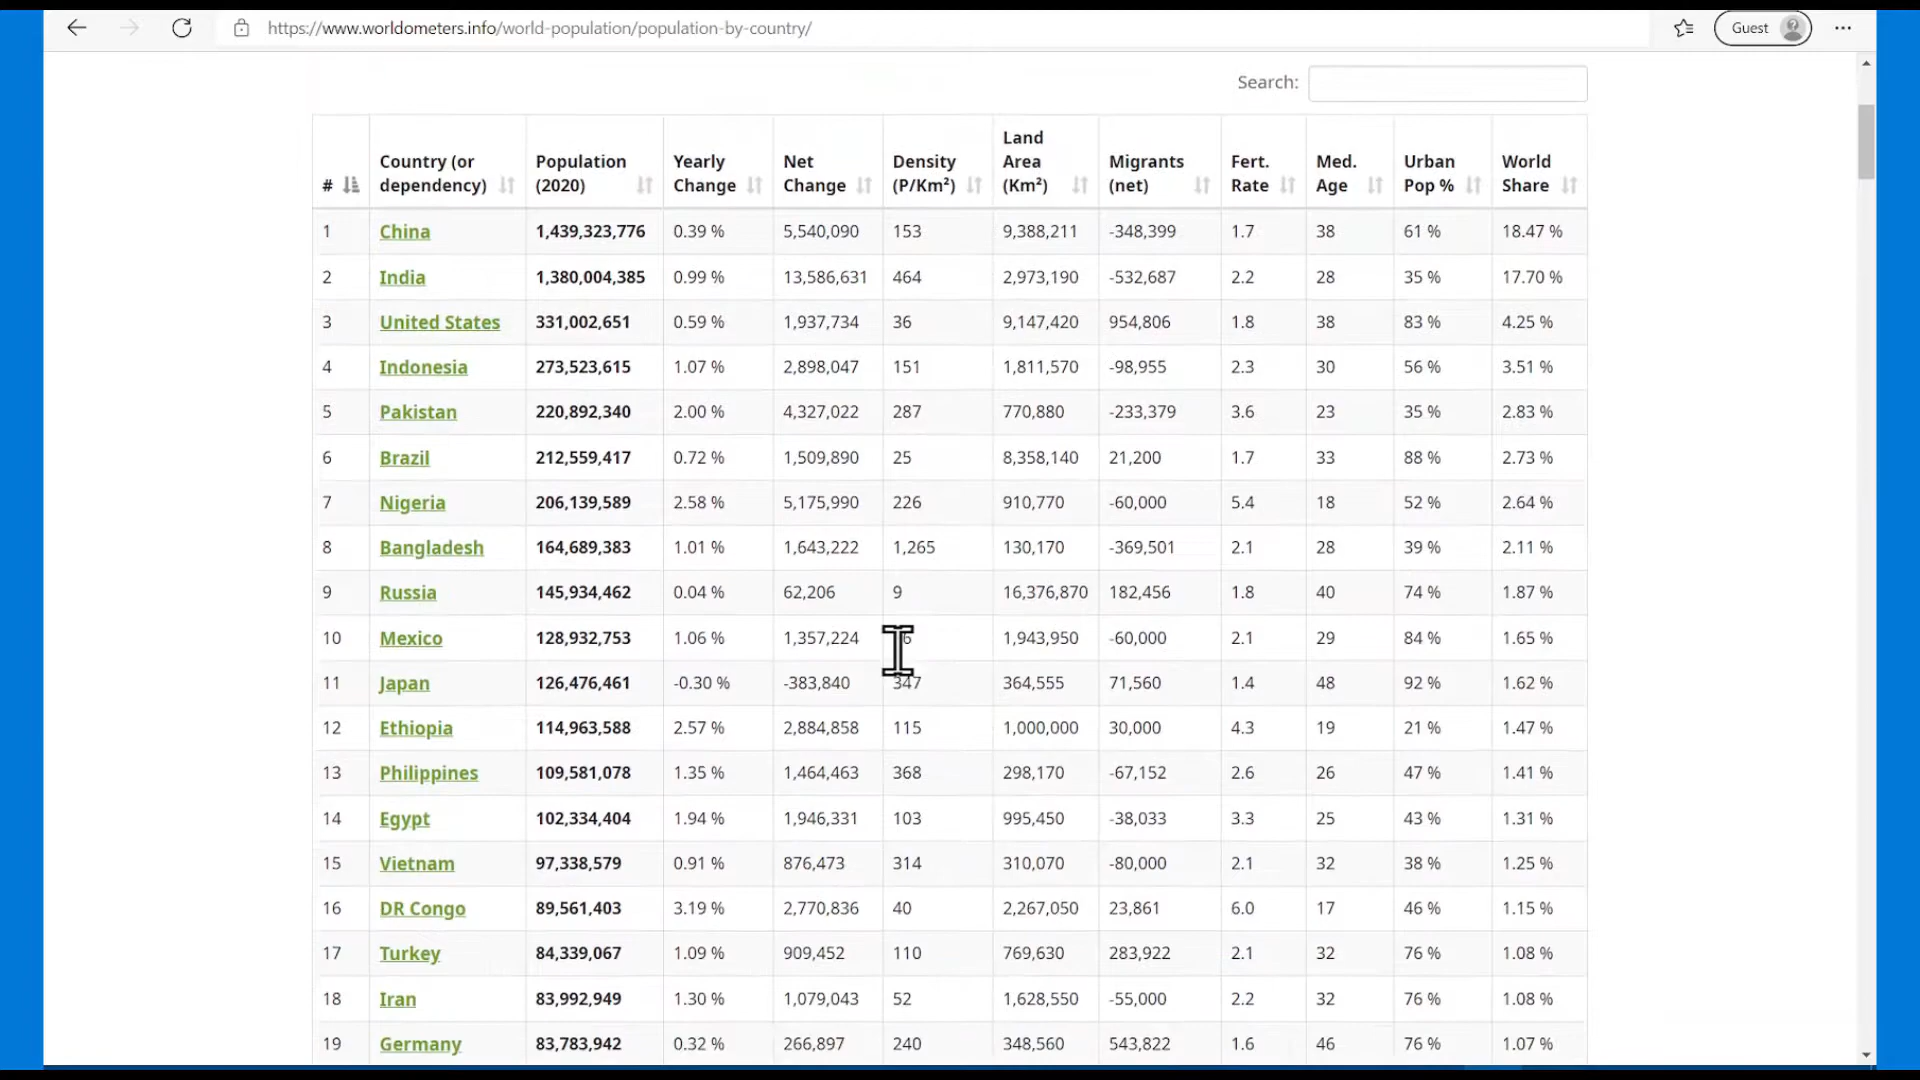 https://www.worldometers.info/world-population/population-by-country/ Guest
Search:
# Country (or dependency) Population (2020) Yearly Change Net Change Density (P/Km²) Land Area (Km²) Migrants (net) Fert. Rate Med. Age Urban Pop % World Share
1 China 1,439,323,776 0.39 % 5,540,090 153 9,388,211 -348,399 1.7 38 61 % 18.47 %
2 India 1,380,004,385 0.99 % 13,586,631 464 2,973,190 -532,687 2.2 28 35 % 17.70 %
3 United States 331,002,651 0.59 % 1,937,734 36 9,147,420 954,806 1.8 38 83 % 4.25 %
4 Indonesia 273,523,615 1.07 % 2,898,047 151 1,811,570 -98,955 2.3 30 56 % 3.51 %
5 Pakistan 220,892,340 2.00 % 4,327,022 287 770,880 -233,379 3.6 23 35 % 2.83 %
6 Brazil 212,559,417 0.72 % 1,509,890 25 8,358,140 21,200 1.7 33 88 % 2.73 %
7 Nigeria 206,139,589 2.58 % 5,175,990 226 910,770 -60,000 5.4 18 52 % 2.64 %
8 Bangladesh 164,689,383 1.01 % 1,643,222 1,265 130,170 -369,501 2.1 28 39 % 2.11 %
9 Russia 145,934,462 0.04 % 62,206 9 16,376,870 182,456 1.8 40 74 % 1.87 %
10 Mexico 128,932,753 1.06 % 1,357,224 1,943,950 -60,000 2.1 29 84 % 1.65 %
11 Japan 126,476,461 -0.30 % -383,840 347 364,555 71,560 1.4 48 92 % 1.62 %
12 Ethiopia 114,963,588 2.57 % 2,884,858 115 1,000,000 30,000 4.3 19 21 % 1.47 %
13 Philippines 109,581,078 1.35 % 1,464,463 368 298,170 -67,152 2.6 26 47 % 1.41 %
14 Egypt 102,334,404 1.94 % 1,946,331 103 995,450 -38,033 3.3 25 43 % 1.31 %
15 Vietnam 97,338,579 0.91 % 876,473 314 310,070 -80,000 2.1 32 38 % 1.25 %
16 DR Congo 89,561,403 3.19 % 2,770,836 40 2,267,050 23,861 6.0 17 46 % 1.15 %
17 Turkey 84,339,067 1.09 % 909,452 110 769,630 283,922 2.1 32 76 % 1.08 %
18 Iran 83,992,949 1.30 % 1,079,043 52 1,628,550 -55,000 2.2 32 76 % 1.08 %
19 Germany 83,783,942 0.32 % 266,897 240 348,560 543,822 1.6 46 76 % 1.07 %